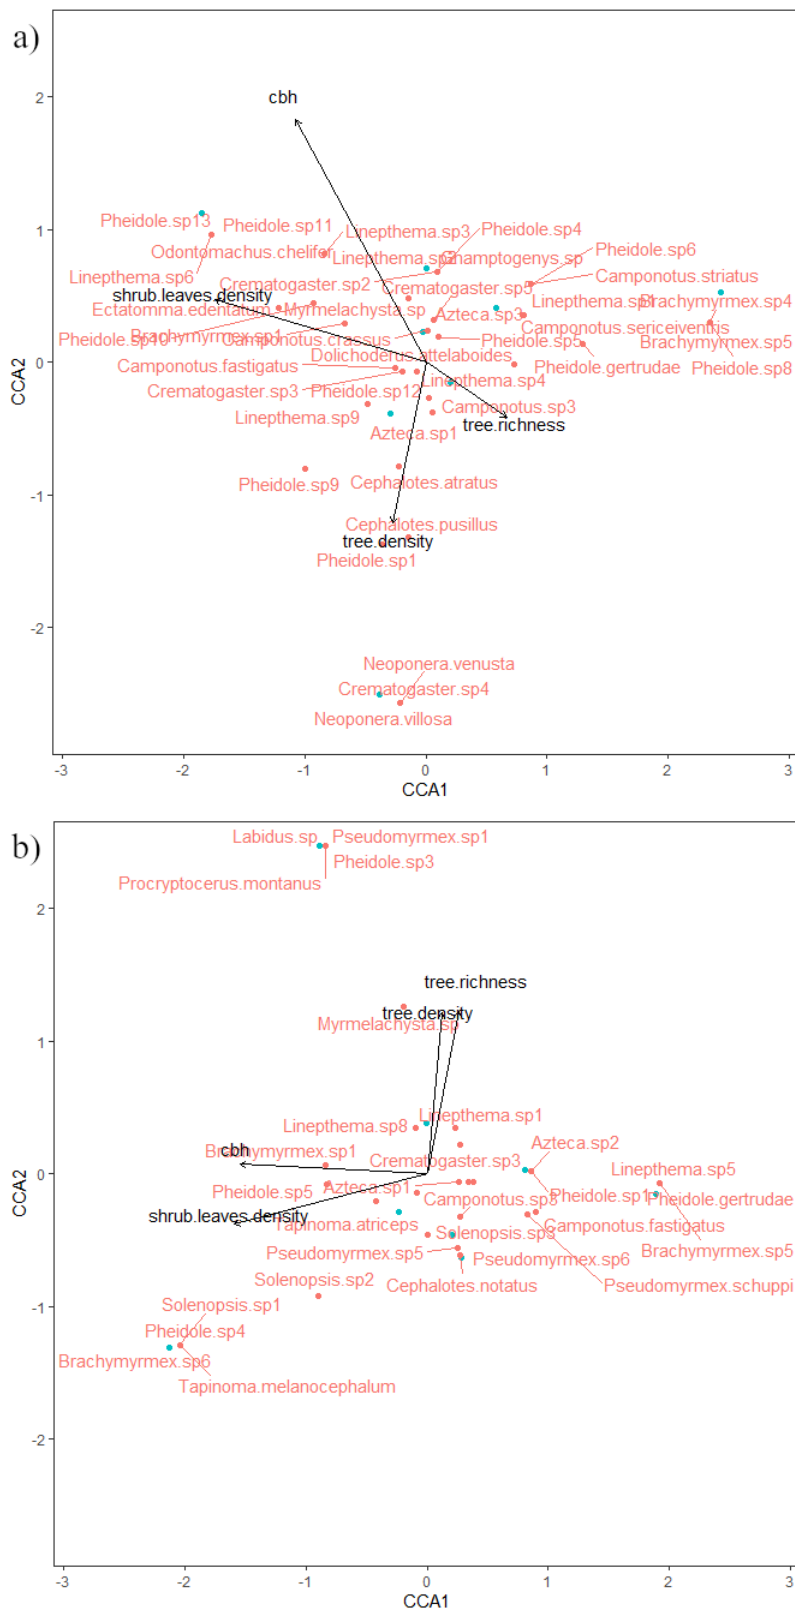 a)
cbh
2
Pheidole.sp13
Pheidole.sp11
Linepthema.sp3
Pheidole.sp4
Odontomachus.chelifer
Linepthema.sp2
Gnamptogenys.sp
Pheidole.sp6
Linepthema.sp6
Crematogaster.sp2
Crematogaster.sp5
Camponotus.striatus
shrub.leaves.density
Ectatomma.edentatum
Myrmelachysta.sp
Azteca.sp3
Linepthema.sp1
Brachymyrmex.sp4
Pheidole.sp10
Brachymyrmex.sp1
Camponotus.crassus
Pheidole.sp5
Camponotus.sericeiventris
Brachymyrmex.sp5
Dolichoderus.attelaboides
Camponotus.fastigatus
Pheidole.gertrudae
Pheidole.sp8
Crematogaster.sp3
Pheidole.sp12
Linepthema.sp4
Linepthema.sp9
Camponotus.sp3
Azteca.sp1
tree.richness
Pheidole.sp9
Cephalotes.atratus
Cephalotes.pusillus
tree.density
Pheidole.sp1
Neoponera.venusta
Crematogaster.sp4
Neoponera.villosa
1
0
-1
-2
CCA2
-3
-2
-1
0
1
2
3
CCA1
b)
Labidus.sp
Pseudomyrmex.sp1
Pheidole.sp3
Procryptocerus.montanus
2
tree.richness
tree.density
Myrmelachysta.sp
1
Linepthema.sp8
Linepthema.sp1
cbh
Brachymyrmex.sp1
Crematogaster.sp3
Azteca.sp2
Linepthema.sp5
Pheidole.sp5
Azteca.sp1
Camponotus.sp3
Pheidole.sp1
Pheidole.gertrudae
shrub.leaves.density
Tapinoma.atriceps
Solenopsis.sp3
Camponotus.fastigatus
Pseudomyrmex.sp5
Pseudomyrmex.sp6
Brachymyrmex.sp5
Solenopsis.sp2
Cephalotes.notatus
Pseudomyrmex.schuppi
Solenopsis.sp1
Pheidole.sp4
Brachymyrmex.sp6
Tapinoma.melanocephalum
0
-1
-2
CCA2
-3
-2
-1
0
1
2
3
CCA1